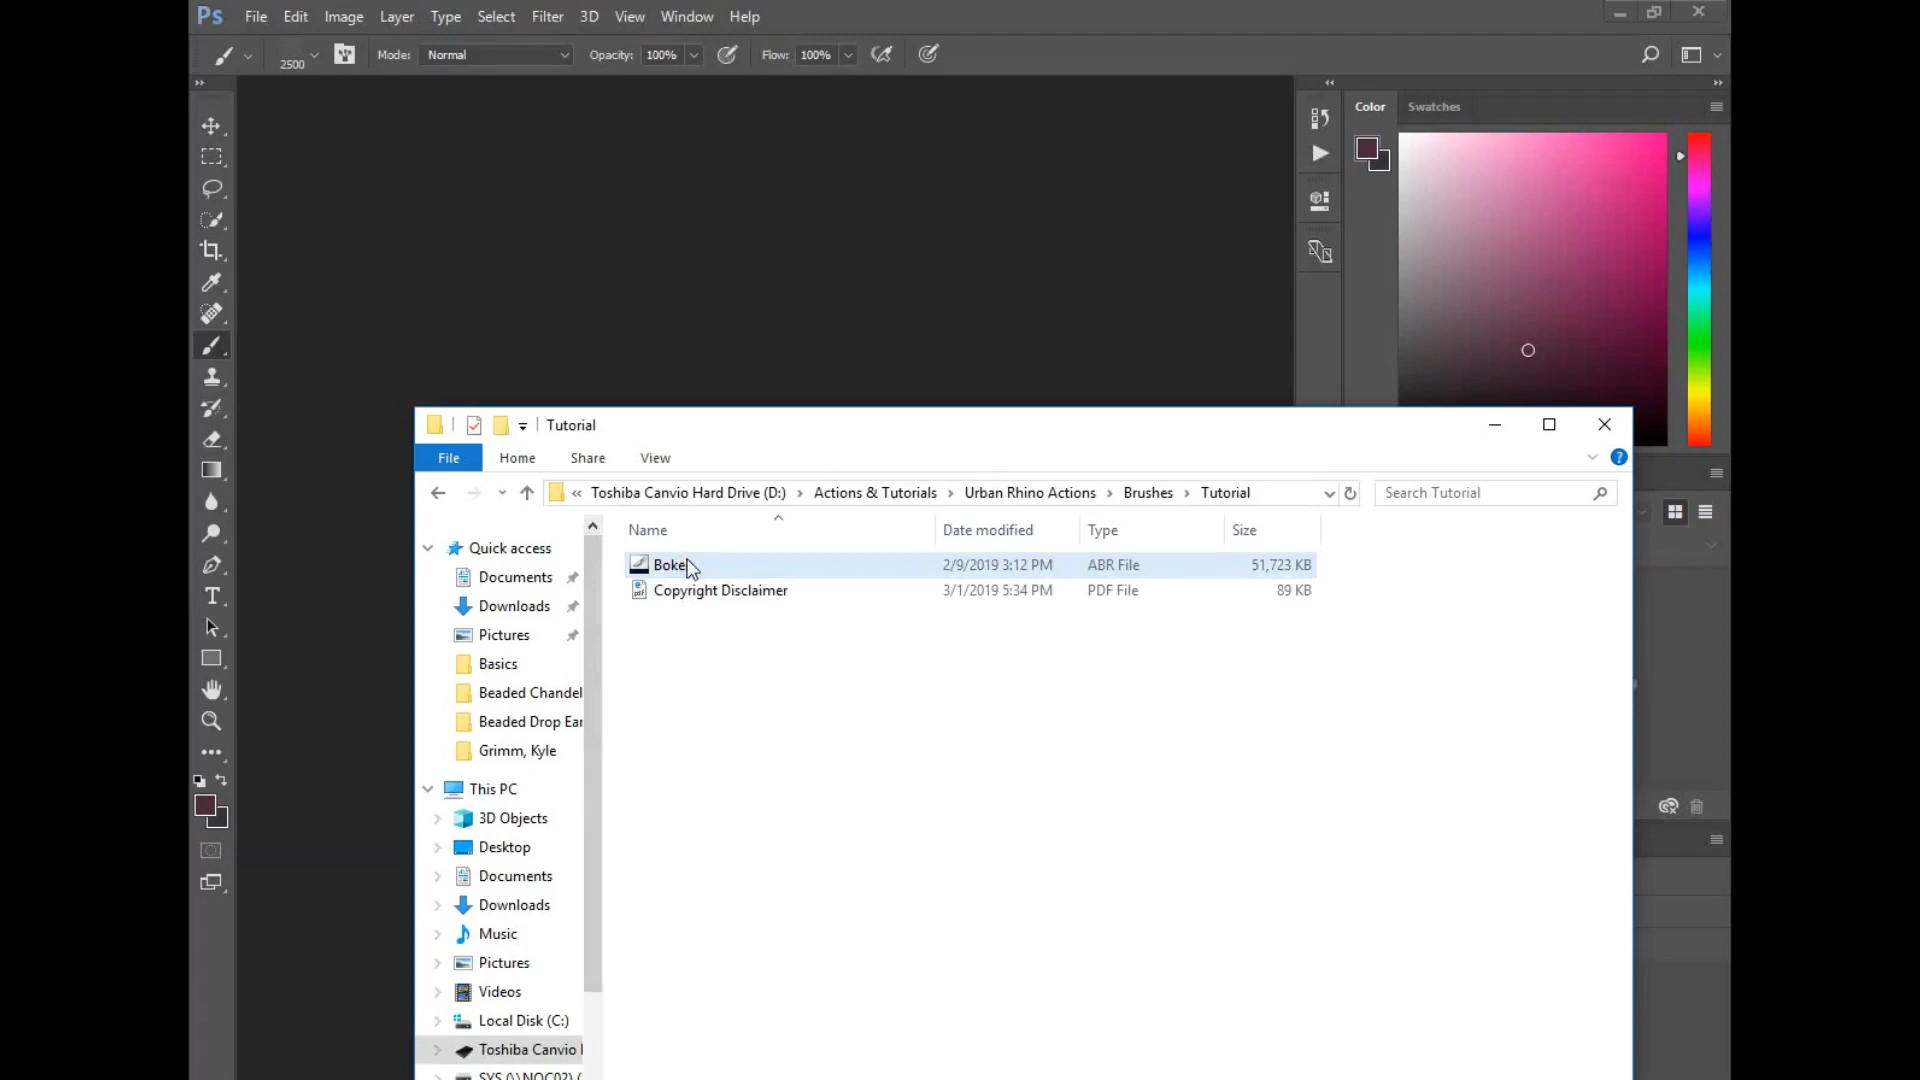 Ps File Edit Image Layer Type Select Filter 3D View Window Help
2500 Mode: Normal Opacity: 100% Flow: 100%
Color Swatches
Tutorial
File Home Share View
« Toshiba Canvio Hard Drive (D:) › Actions & Tutorials › Urban Rhino Actions › Brushes › Tutorial
Search Tutorial
Name Date modified Type Size
2/9/2019 3:12 PM ABR File 51,723 KB
Copyright Disclaimer 3/1/2019 5:34 PM PDF File 89 KB
Quick access
Documents
Downloads
Pictures
Basics
Beaded Chandel
Beaded Drop Ear
Grimm, Kyle
This PC
3D Objects
Desktop
Documents
Downloads
Music
Pictures
Videos
Local Disk (C:)
Toshiba Canvio